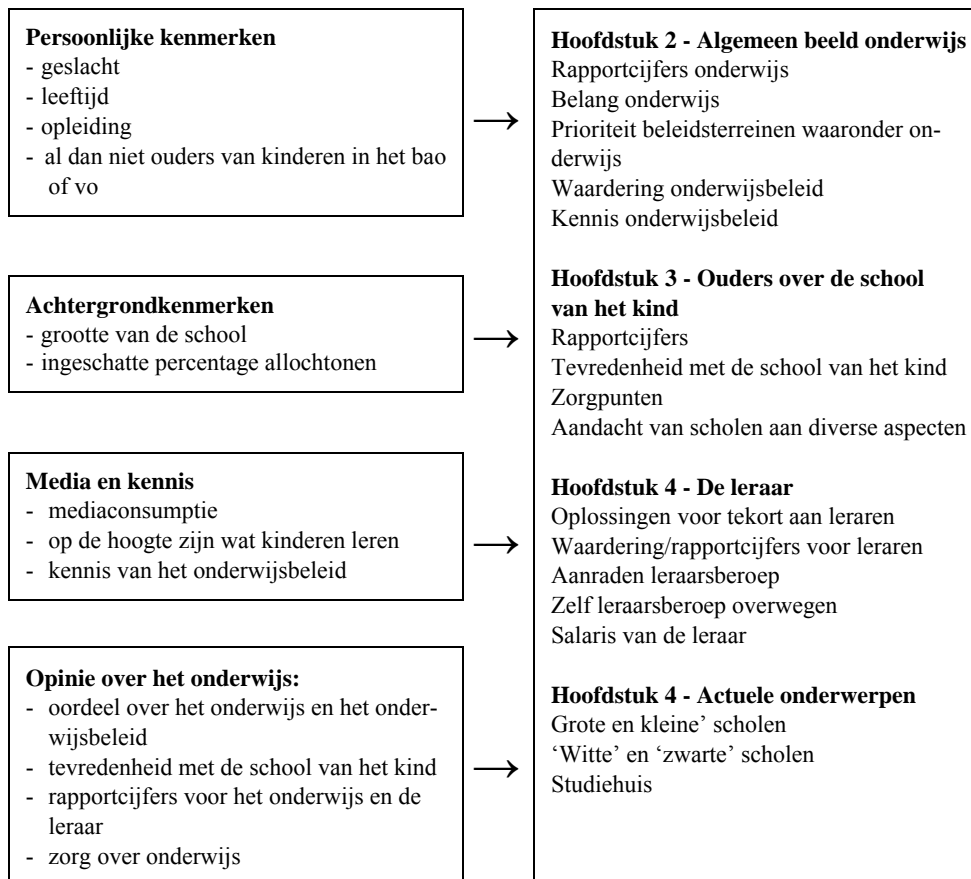 Persoonlijke kenmerken
- geslacht
- leeftijd
- opleiding
- al dan niet ouders van kinderen in het bao
of vo
Achtergrondkenmerken
- grootte van de school
- ingeschatte percentage allochtonen
Media en kennis
- mediaconsumptie
- op de hoogte zijn wat kinderen leren
- kennis van het onderwijsbeleid
Opinie over het onderwijs:
- oordeel over het onderwijs en het onder-
wijsbeleid
- tevredenheid met de school van het kind
- rapportcijfers voor het onderwijs en de
leraar
- zorg over onderwijs
Hoofdstuk 2 - Algemeen beeld onderwijs
Rapportcijfers onderwijs
Belang onderwijs
Prioriteit beleidsterreinen waaronder on-
derwijs
Waardering onderwijsbeleid
Kennis onderwijsbeleid
Hoofdstuk 3 - Ouders over de school
van het kind
Rapportcijfers
Tevredenheid met de school van het kind
Zorgpunten
Aandacht van scholen aan diverse aspecten
Hoofdstuk 4 - De leraar
Oplossingen voor tekort aan leraren
Waardering/rapportcijfers voor leraren
Aanraden leraarsberoep
Zelf leraarsberoep overwegen
Salaris van de leraar
Hoofdstuk 4 - Actuele onderwerpen
Grote en kleine’ scholen
‘Witte’ en ‘zwarte’ scholen
Studiehuis